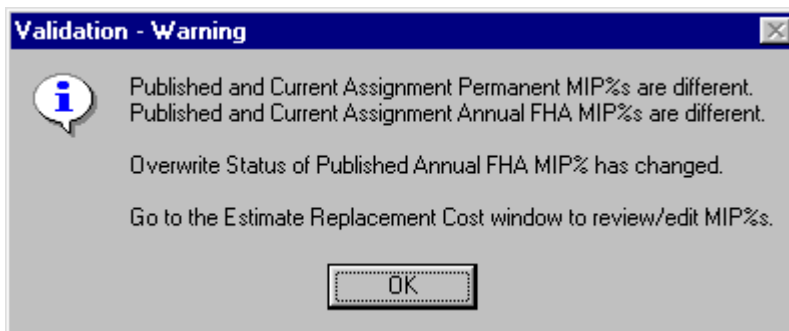 Validation - Warning
Published and Current Assignment Permanent MIP%s are different.
Published and Current Assignment Annual FHA MIP%s are different.
Overwrite Status of Published Annual FHA MIP% has changed.
Go to the Estimate Replacement Cost window to review/edit MIP%s.
OK